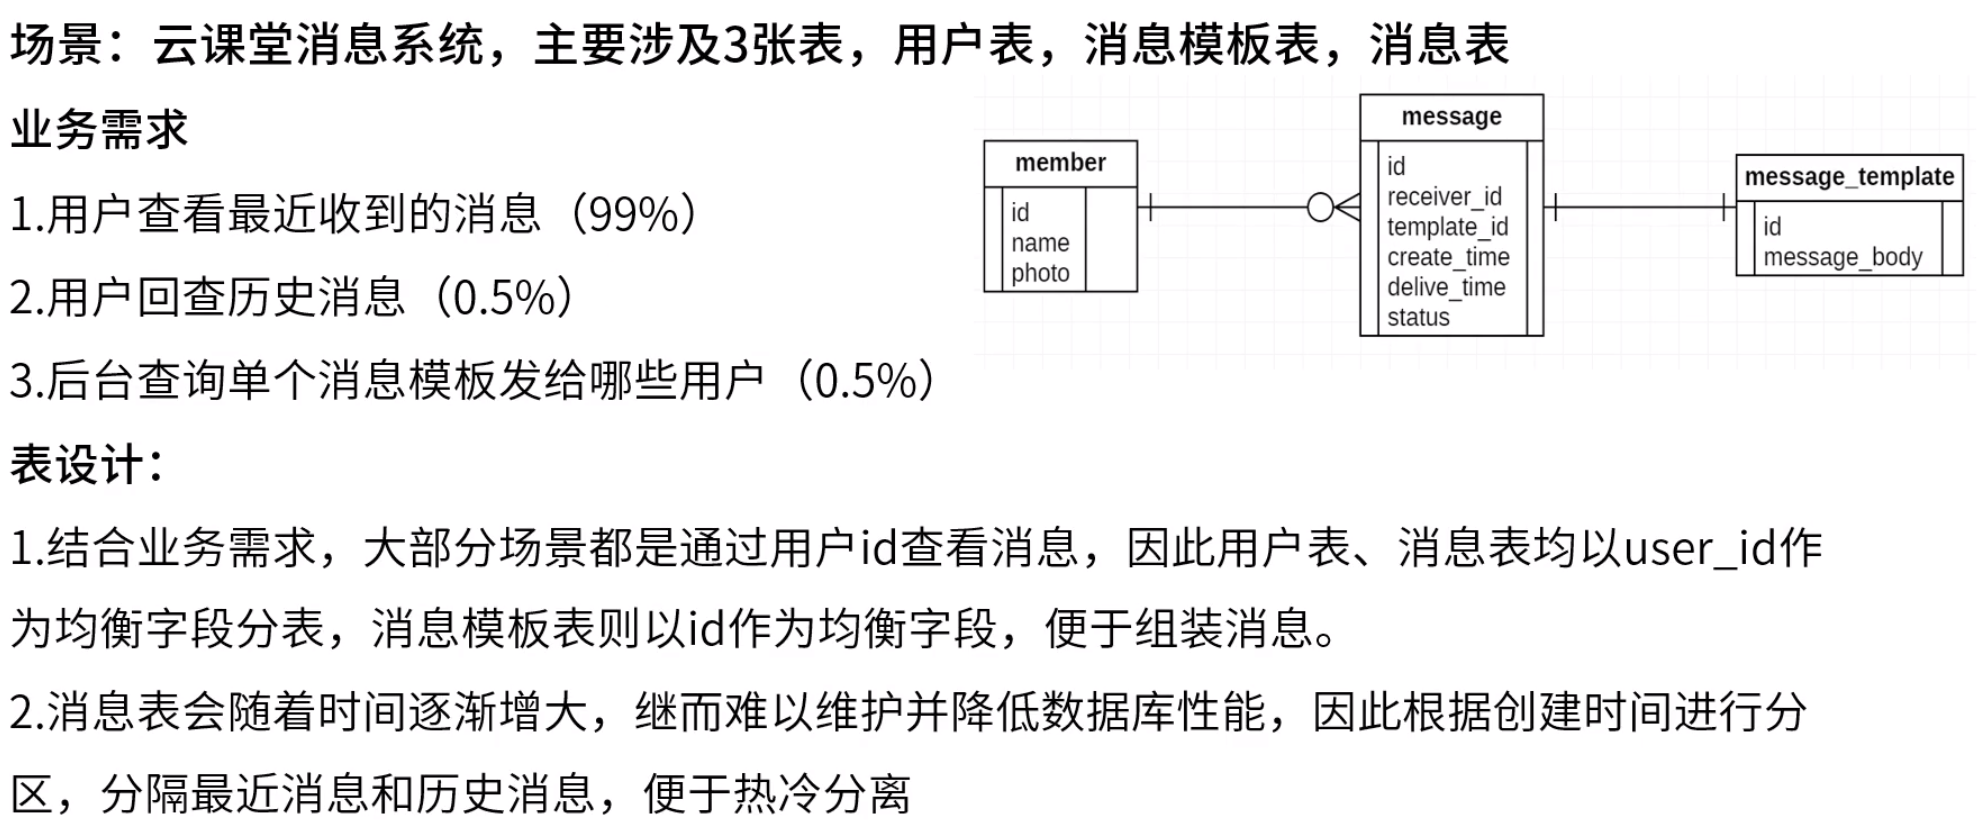 场景：云课堂消息系统，主要涉及3张表，用户表，消息模板表，消息表
业务需求
1.用户查看最近收到的消息（99%）
2.用户回查历史消息（0.5%）
3.后台查询单个消息模板发给哪些用户（0.5%）
member
id
name
photo
message
id
receiver_id
template_id
create_time
delive_time
status
message_template
id
message_body
表设计：
1.结合业务需求，大部分场景都是通过用户id查看消息，因此用户表、消息表均以user_id作
为均衡字段分表，消息模板表则以id作为均衡字段，便于组装消息。
2.消息表会随着时间逐渐增大，继而难以维护并降低数据库性能，因此根据创建时间进行分
区，分隔最近消息和历史消息，便于热冷分离